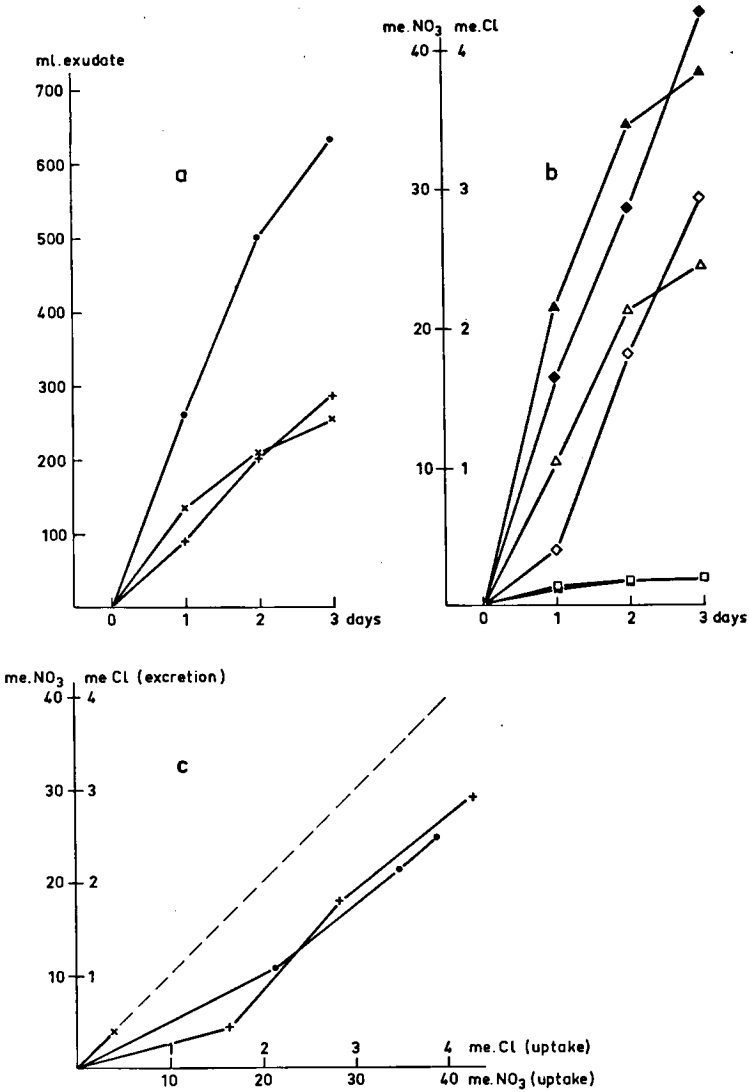 ml. exudate
700
600
500
400
300
200
100
a
0 1 2 3 days
me.NO₃ me.Cl
40 4
30 3
20 2
10 1
b
0 1 2 3 days
me.NO₃ me Cl (excretion)
40 4
30 3
20 2
10 1
c
1 2 3 4 me.Cl (uptake)
0 10 20 30 40 me.NO₃ (uptake)